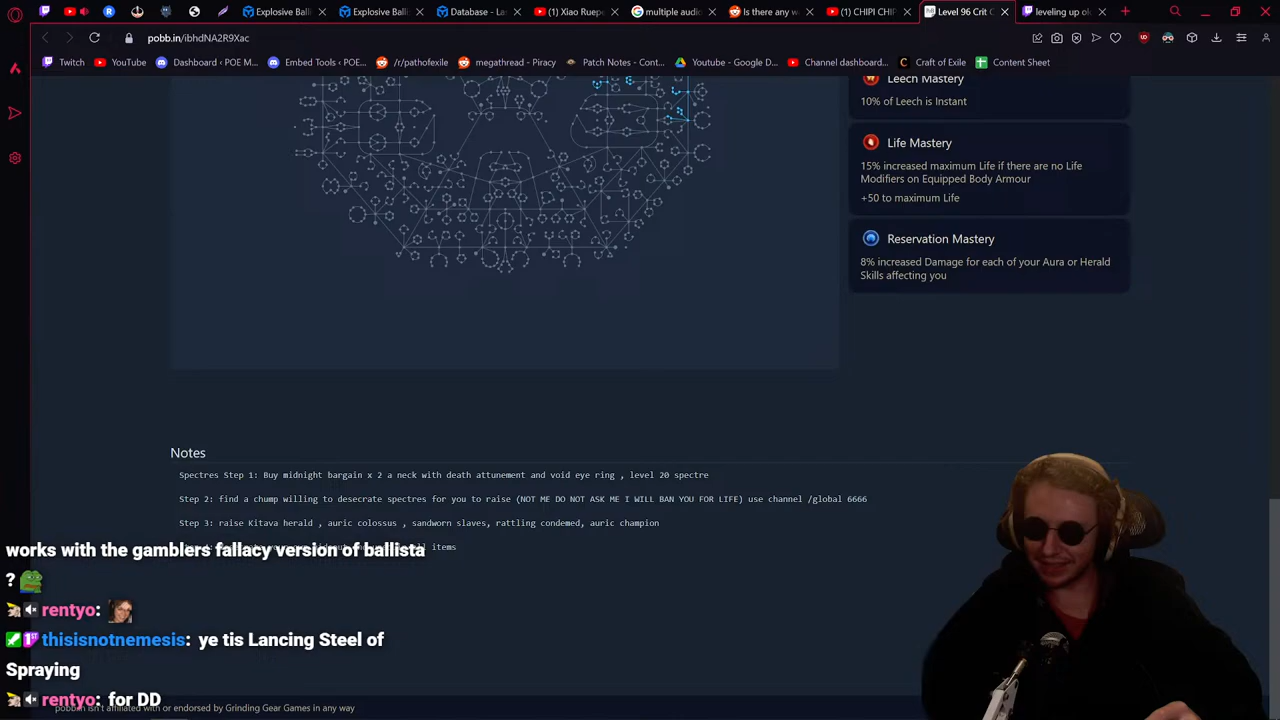 Explosive Balli
Explosive Ballis
Database - La
(1) Xiao Ruepe
multiple audio
Is there any w
(1) CHIPI CHIP
Level 96 Crit C
leveling up ol
pobb.in/ibhdNA2R9Xac
Twitch
YouTube
Dashboard ‹ POE M...
Embed Tools ‹ POE...
/r/pathofexile
megathread - Piracy
Patch Notes - Cont...
Youtube - Google D...
Channel dashboard...
Craft of Exile
Content Sheet
Leech Mastery
10% of Leech is Instant
Life Mastery
15% increased maximum Life if there are no Life
Modifiers on Equipped Body Armour
+50 to maximum Life
Reservation Mastery
8% increased Damage for each of your Aura or Herald
Skills affecting you
Notes
Spectres Step 1: Buy midnight bargain x 2 a neck with death attunement and void eye ring , level 20 spectre
Step 2: find a chump willing to desecrate spectres for you to raise (NOT ME DO NOT ASK ME I WILL BAN YOU FOR LIFE) use channel /global 6666
Step 3: raise Kitava herald , auric colossus , sandworn slaves, rattling condemed, auric champion
items
works with the gamblers fallacy version of ballista
?
rentyo:
thisisnotnemesis: ye tis Lancing Steel of
Spraying
rentyo: for DD
pobb.in isn't affiliated with or endorsed by Grinding Gear Games in any way